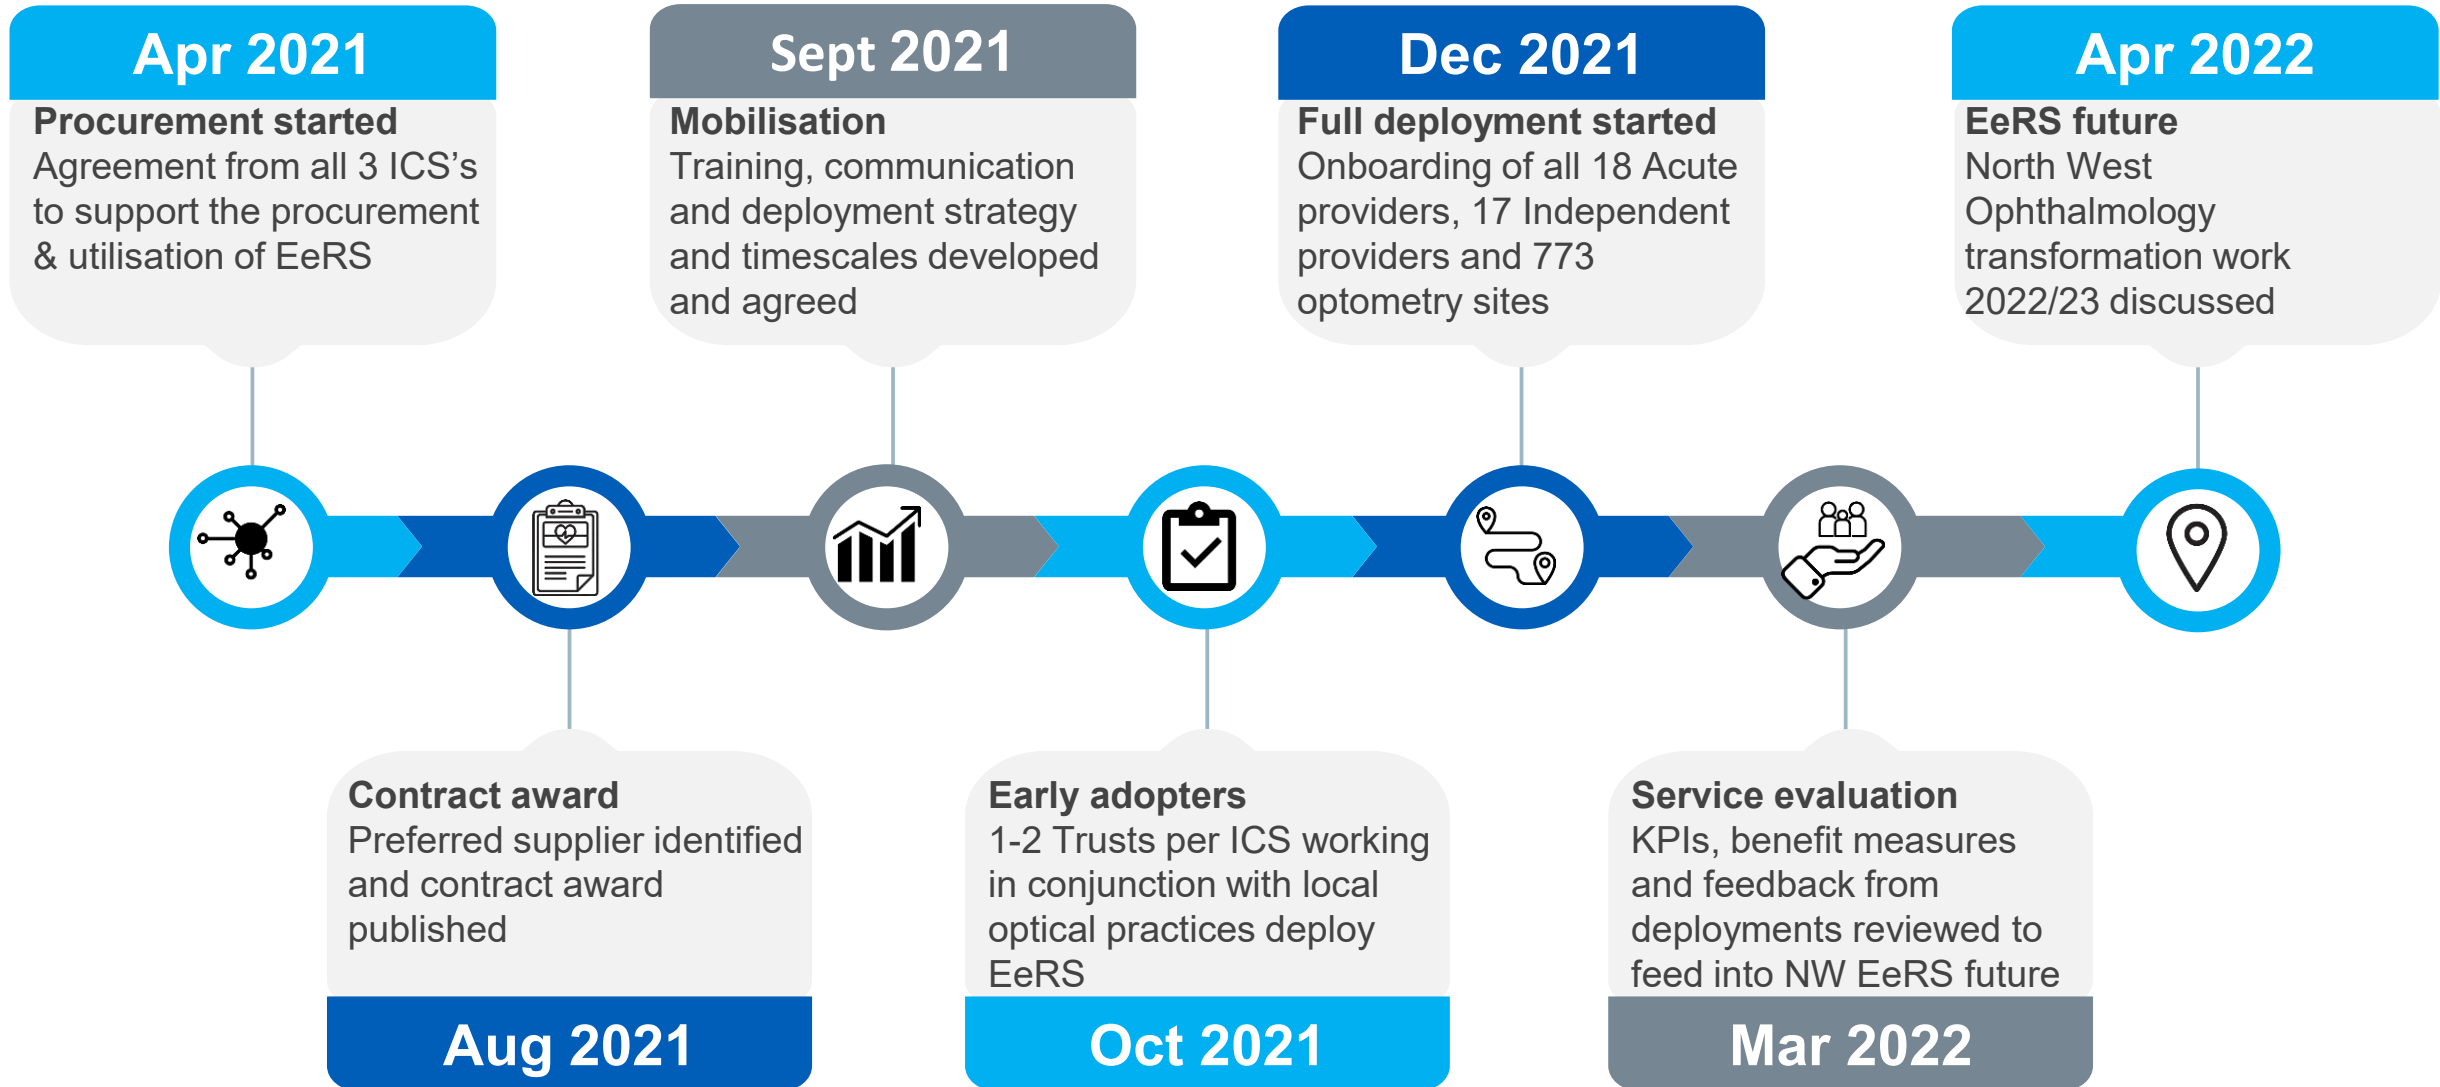 Apr 2021
Procurement started
Agreement from all 3 ICS’s
to support the procurement
& utilisation of EeRS
Sept 2021
Mobilisation
Training, communication
and deployment strategy
and timescales developed
and agreed
Dec 2021
Full deployment started
Onboarding of all 18 Acute
providers, 17 Independent
providers and 773
optometry sites
Apr 2022
EeRS future
North West
Ophthalmology
transformation work
2022/23 discussed
Contract award
Preferred supplier identified
and contract award
published
Aug 2021
Early adopters
1-2 Trusts per ICS working
in conjunction with local
optical practices deploy
EeRS
Oct 2021
Service evaluation
KPIs, benefit measures
and feedback from
deployments reviewed to
feed into NW EeRS future
Mar 2022